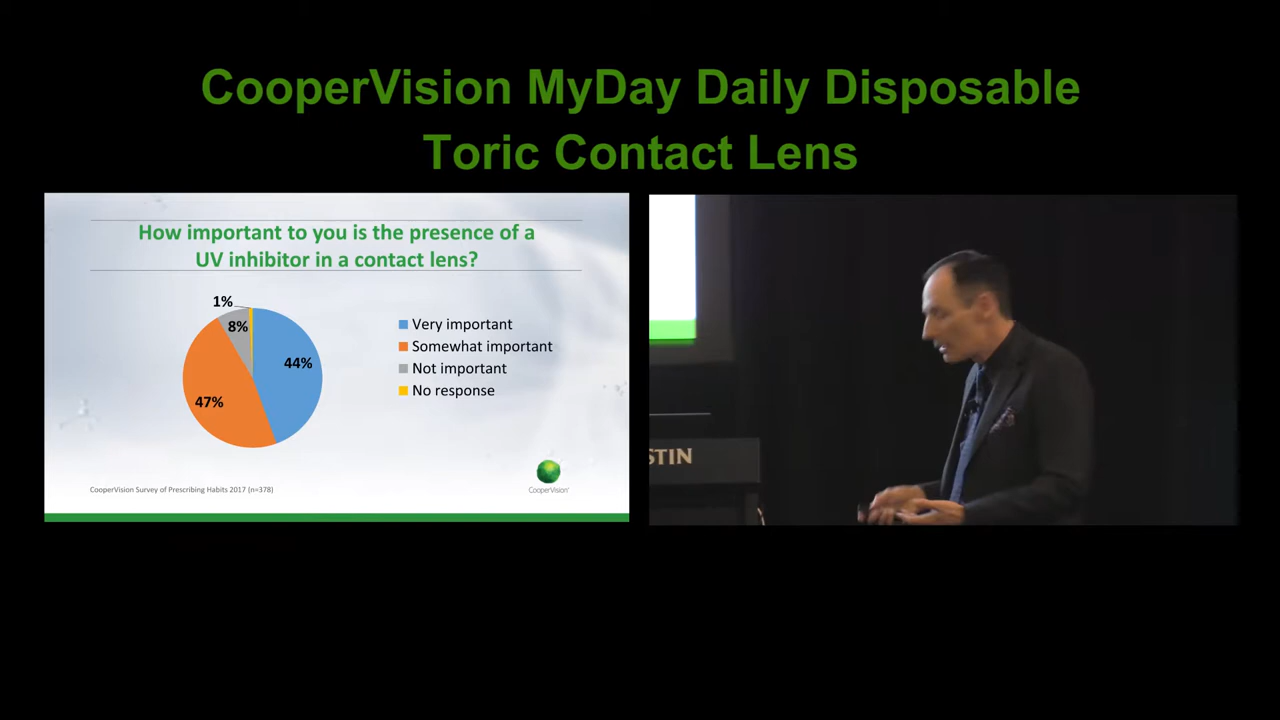 CooperVision MyDay Daily Disposable
Toric Contact Lens
How important to you is the presence of a
UV inhibitor in a contact lens?
1%
8%
44%
47%
Very important
Somewhat important
Not important
No response
CooperVision Survey of Prescribing Habits 2017 (n=378)
CooperVision®
STIN